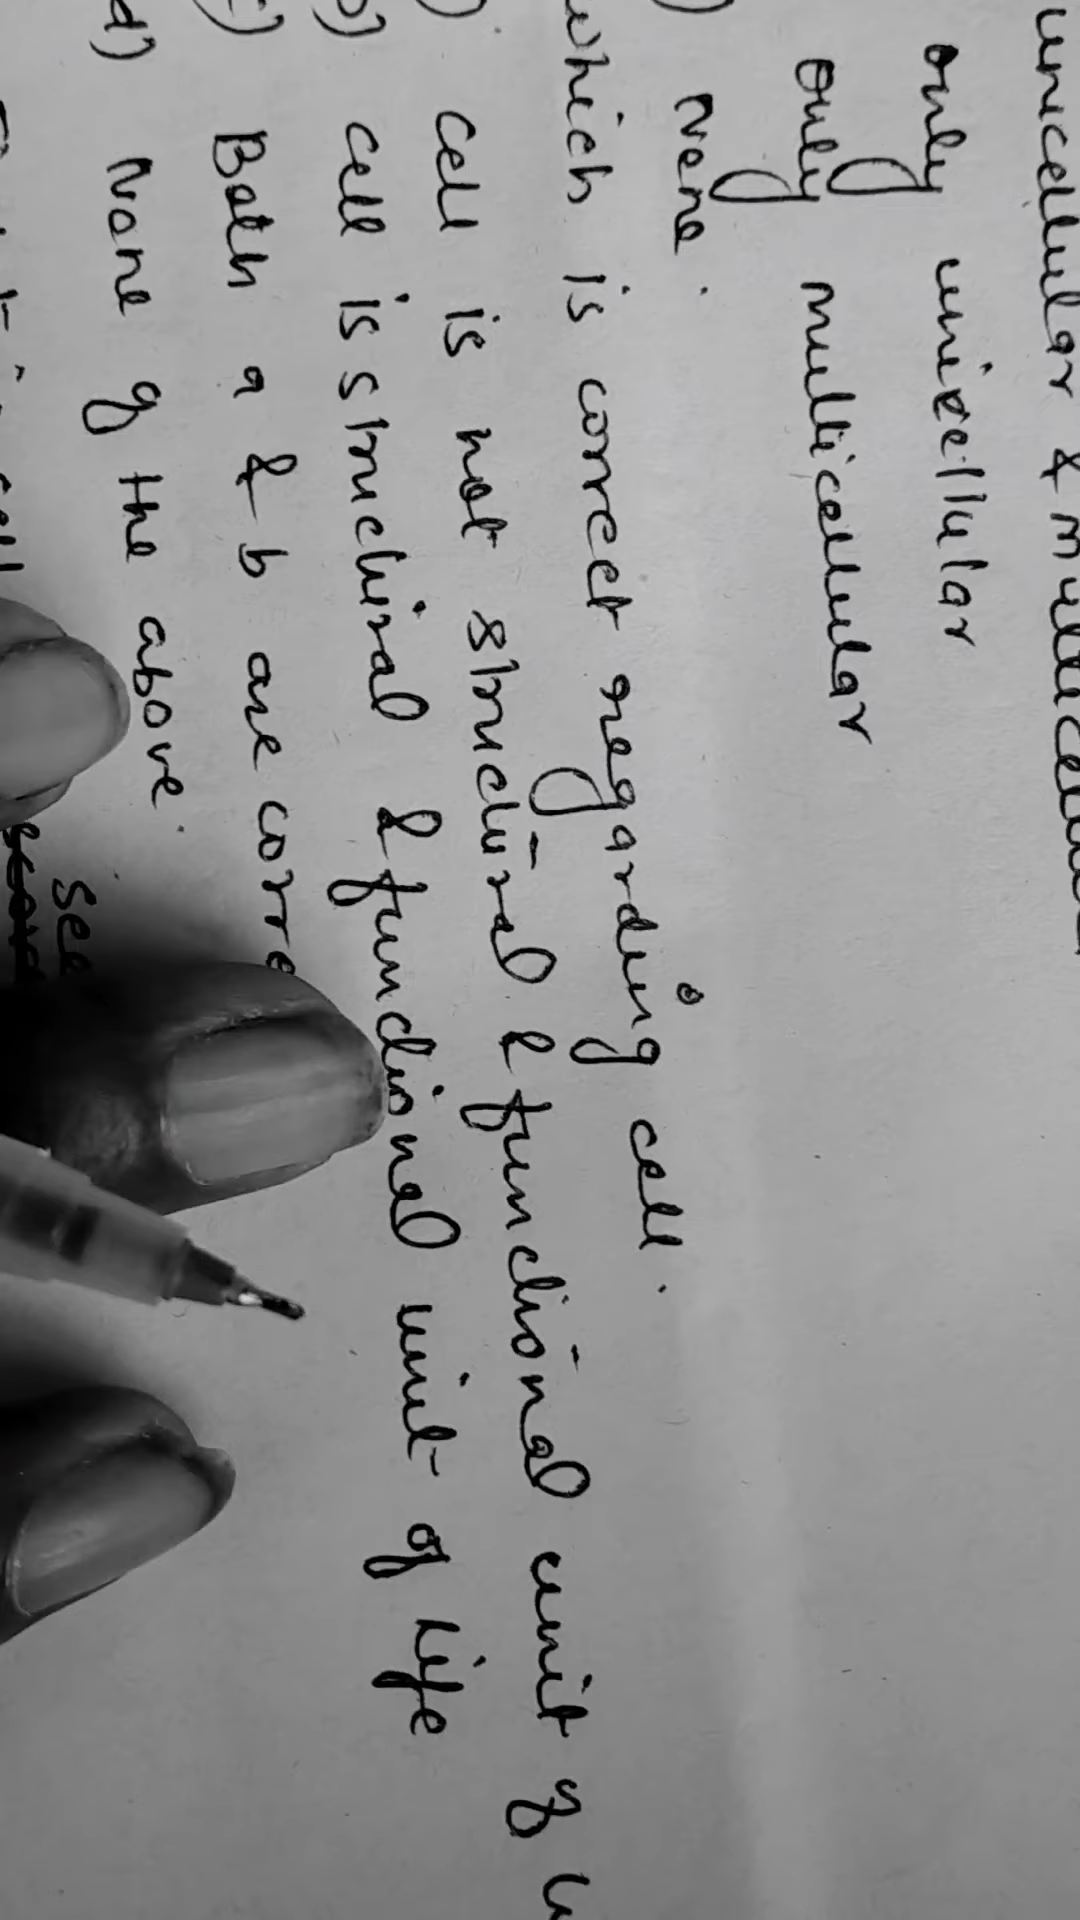 unicellular & multicellular
only unicellular
only multicellular
None.
which is correct regarding cell.
cell is not structural & functional unit of
b) cell is structural & functional unit of life
c) Both a & b are corre
d) None of the above.
see